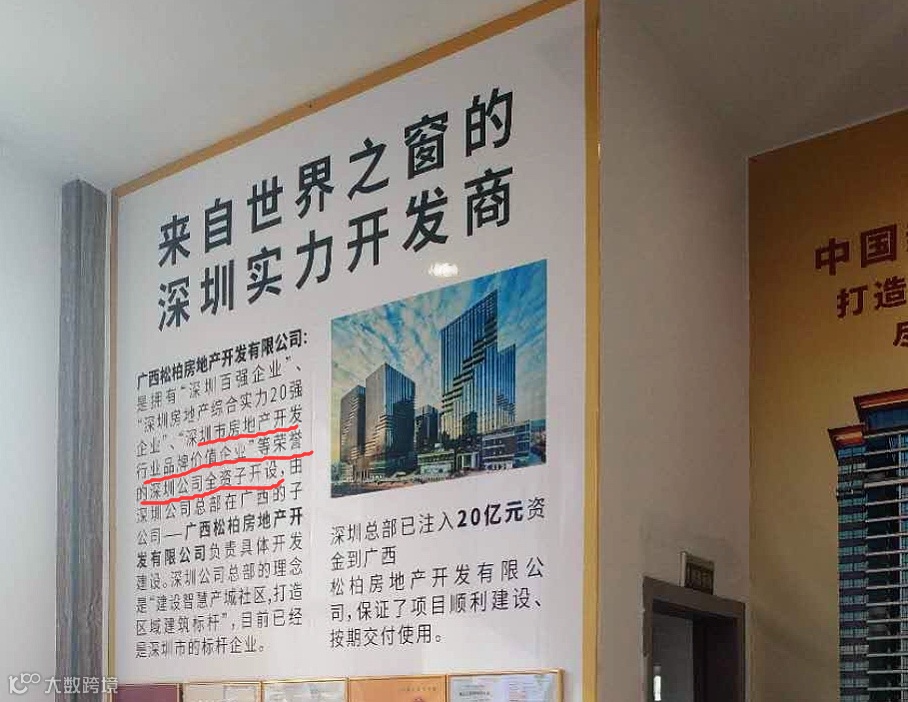 来自世界之窗的
深圳实力开发商
广西松柏房地产开发有限公司:
是拥有“深圳百强企业”、
“深圳房地产综合实力20强
企业”、“深圳市房地产开发
行业品牌价值企业”等荣誉
的深圳公司全资子开设,由
深圳公司总部在广西的子
公司——广西松柏房地产开
发有限公司负责具体开发
建设。深圳公司总部的理念
是“建设智慧产城社区,打造
区域建筑标杆”,目前已经
是深圳市的标杆企业。
深圳总部已注入20亿元资
金到广西
松柏房地产开发有限公
司,保证了项目顺利建设、
按期交付使用。
中国
打造
大数跨境